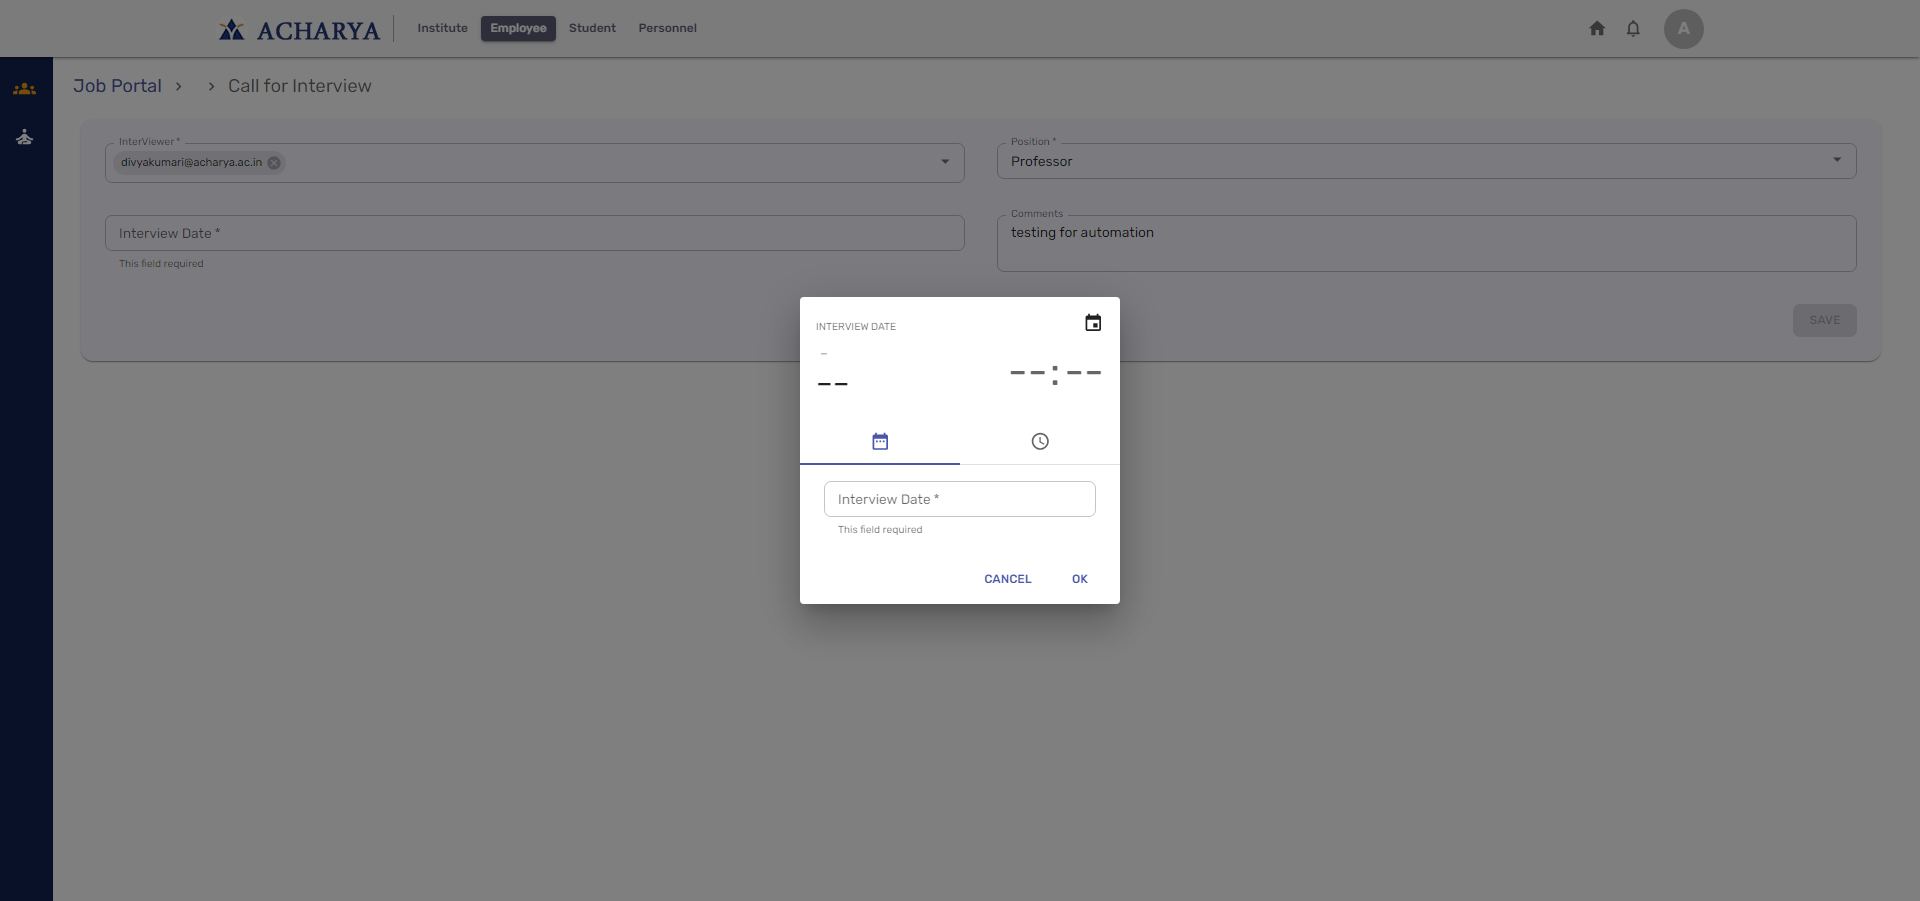 ACHARYA
Institute
Employee
Student
Personnel
A
Job Portal > > Call for Interview
InterViewer *
divyakumari@acharya.ac.in
Position *
Professor
Interview Date *
This field required
Comments
testing for automation
SAVE
INTERVIEW DATE
–
––
––:––
Interview Date *
This field required
CANCEL
OK